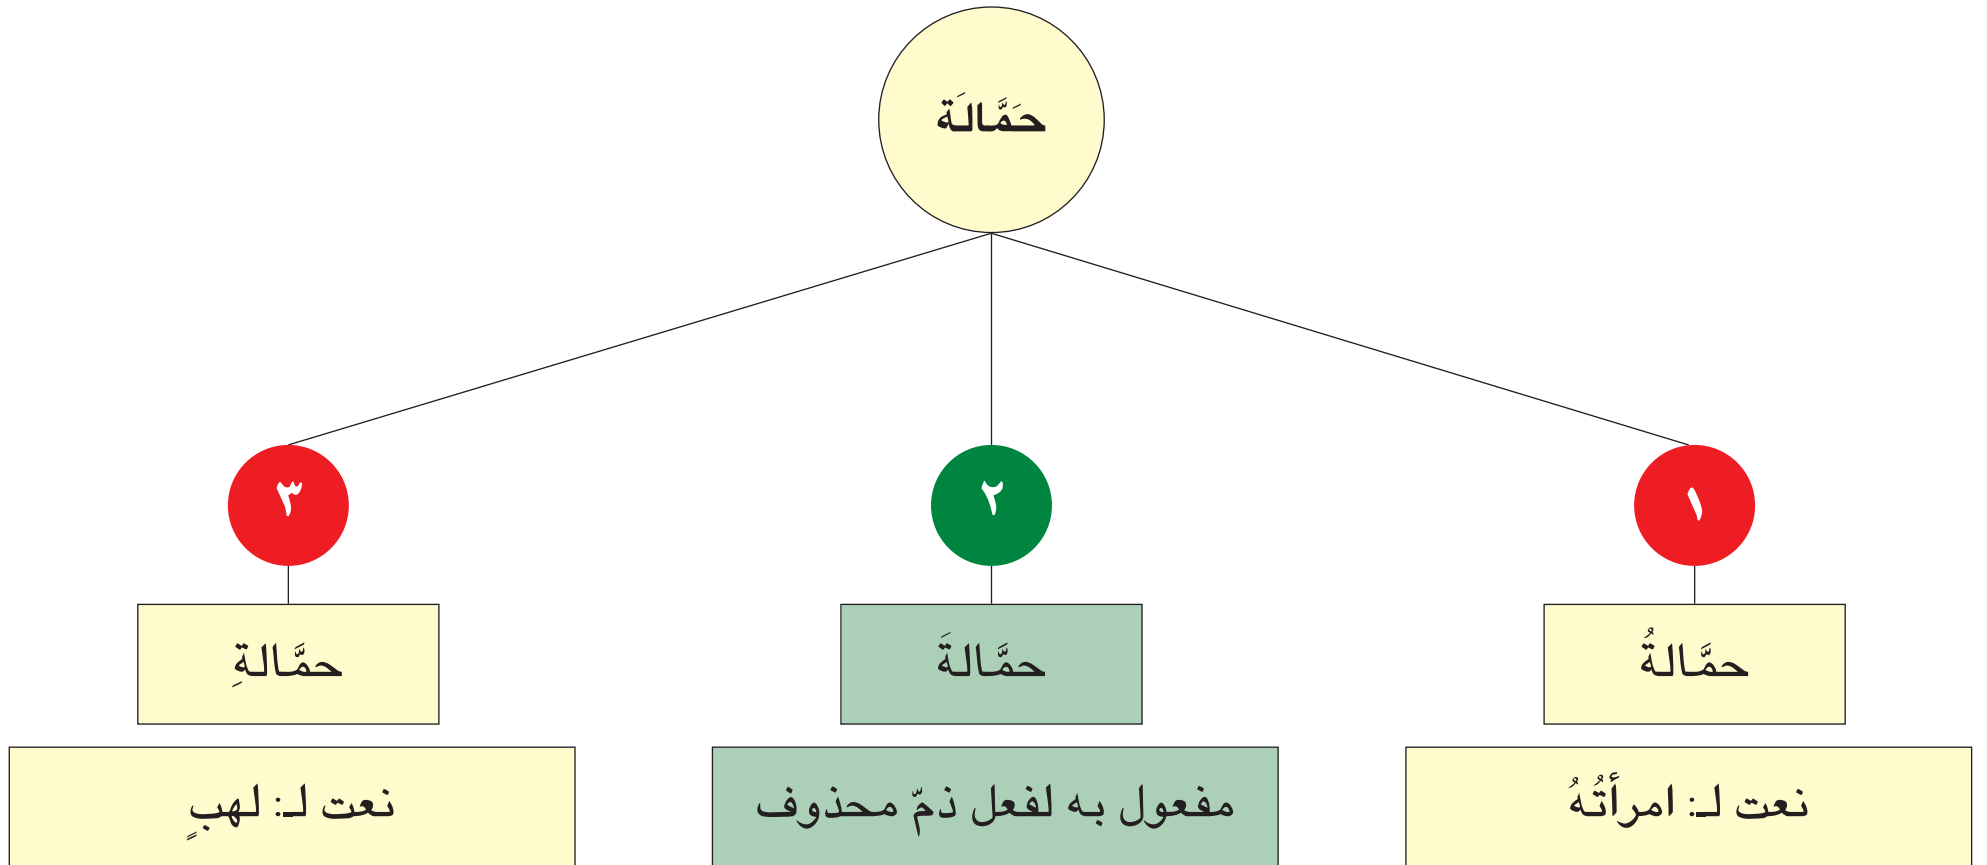 حَمَّالَة
١
٢
٣
حمَّالةُ
حمَّالةَ
حمَّالةِ
نعت لـ: امرأتُهُ
مفعول به لفعل ذمّ محذوف
نعت لـ: لهبٍ